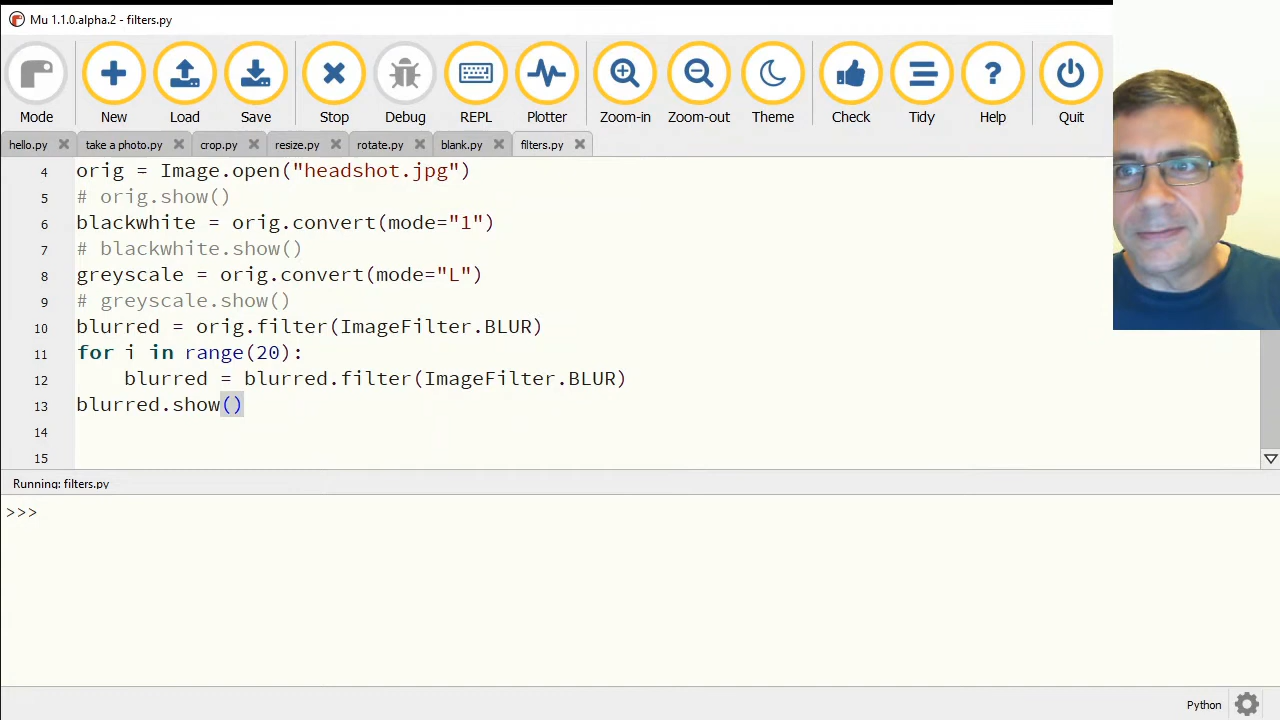 Mu 1.1.0.alpha.2 - filters.py
Mode New Load Save Stop Debug REPL Plotter Zoom-in Zoom-out Theme Check Tidy Help Quit
hello.py take a photo.py crop.py resize.py rotate.py blank.py filters.py
4 orig = Image.open("headshot.jpg")
5 # orig.show()
6 blackwhite = orig.convert(mode="1")
7 # blackwhite.show()
8 greyscale = orig.convert(mode="L")
9 # greyscale.show()
10 blurred = orig.filter(ImageFilter.BLUR)
11 for i in range(20):
12     blurred = blurred.filter(ImageFilter.BLUR)
13 blurred.show()
14
15
Running: filters.py
>>>
Python